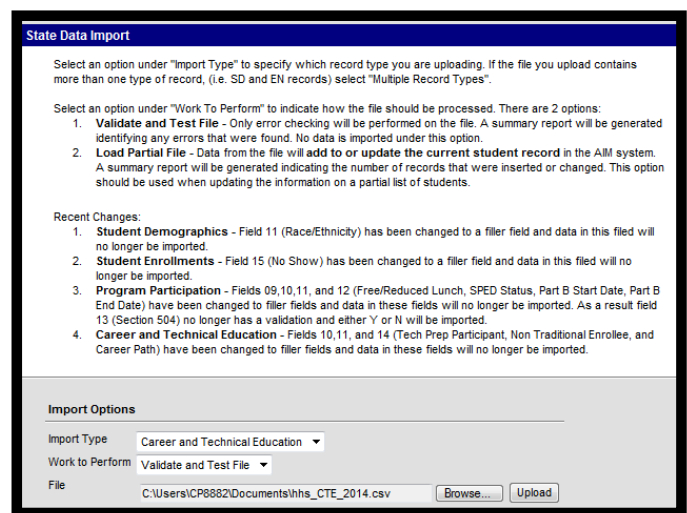 State Data Import
Select an option under "Import Type" to specify which record type you are uploading. If the file you upload contains
more than one type of record, (i.e. SD and EN records) select "Multiple Record Types".
Select an option under "Work To Perform" to indicate how the file should be processed. There are 2 options:
1. Validate and Test File - Only error checking will be performed on the file. A summary report will be generated
identifying any errors that were found. No data is imported under this option.
2. Load Partial File - Data from the file will add to or update the current student record in the AIM system.
A summary report will be generated indicating the number of records that were inserted or changed. This option
should be used when updating the information on a partial list of students.
Recent Changes:
1. Student Demographics - Field 11 (Race/Ethnicity) has been changed to a filler field and data in this filed will
no longer be imported.
2. Student Enrollments - Field 15 (No Show) has been changed to a filler field and data in this filed will no
longer be imported.
3. Program Participation - Fields 09,10,11, and 12 (Free/Reduced Lunch, SPED Status, Part B Start Date, Part B
End Date) have been changed to filler fields and data in these fields will no longer be imported. As a result field
13 (Section 504) no longer has a validation and either Y or N will be imported.
4. Career and Technical Education - Fields 10,11, and 14 (Tech Prep Participant, Non Traditional Enrollee, and
Career Path) have been changed to filler fields and data in these fields will no longer be imported.
Import Options
Import Type Career and Technical Education
Work to Perform Validate and Test File
File C:\Users\CP8882\Documents\hhs_CTE_2014.csv Browse... Upload